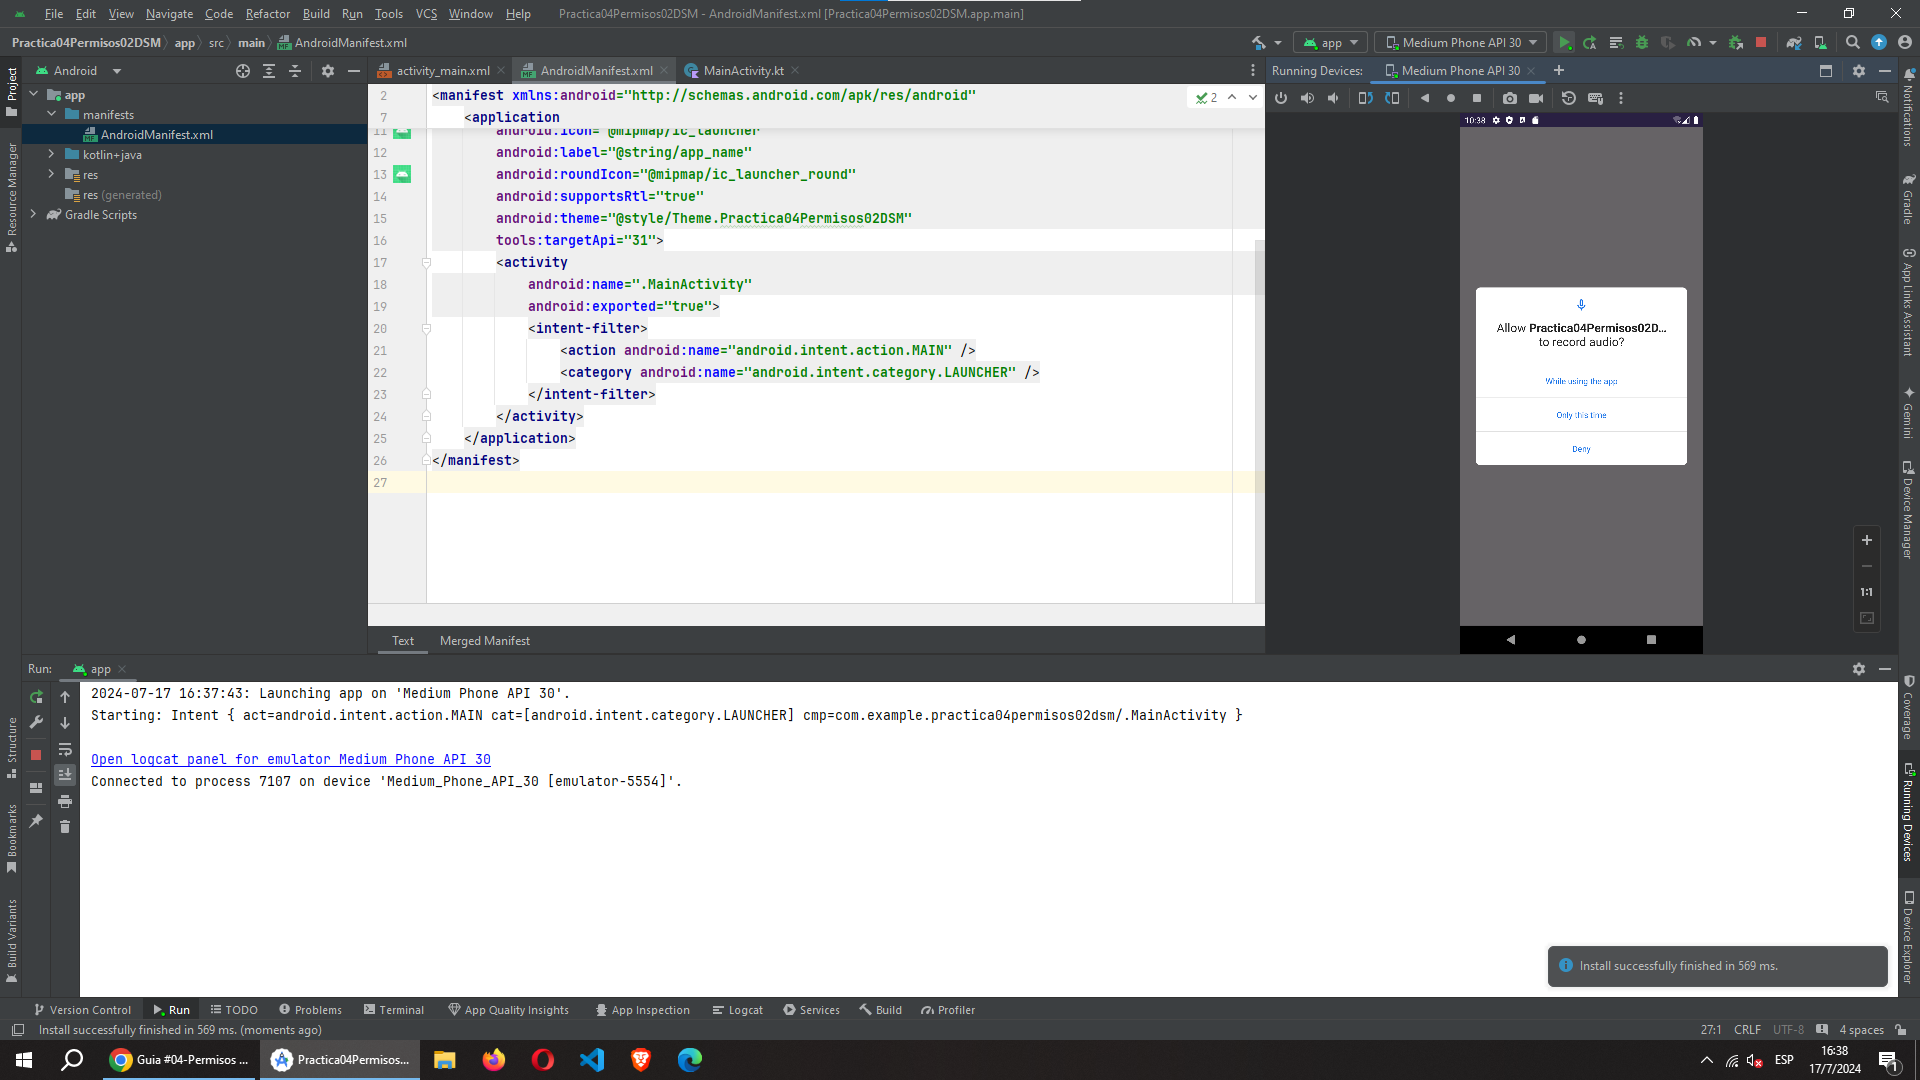 File Edit View Navigate Code Refactor Build Run Tools VCS Window Help Practica04Permisos02DSM - AndroidManifest.xml [Practica04Permisos02DSM.app.main]
Practica04Permisos02DSM app src main AndroidManifest.xml
app Medium Phone API 30
Project
Android
activity_main.xml AndroidManifest.xml MainActivity.kt
Running Devices: Medium Phone API 30
app
manifests
AndroidManifest.xml
kotlin+java
res
res (generated)
Gradle Scripts
Resource Manager
2 <manifest xmlns:android="http://schemas.android.com/apk/res/android"
2
7 <application
11 android:icon="@mipmap/ic_launcher"
12 android:label="@string/app_name"
13 android:roundIcon="@mipmap/ic_launcher_round"
14 android:supportsRtl="true"
15 android:theme="@style/Theme.Practica04Permisos02DSM"
16 tools:targetApi="31">
17 <activity
18 android:name=".MainActivity"
19 android:exported="true">
20 <intent-filter>
21 <action android:name="android.intent.action.MAIN" />
22 <category android:name="android.intent.category.LAUNCHER" />
23 </intent-filter>
24 </activity>
25 </application>
26 </manifest>
27
Text Merged Manifest
10:38
Allow Practica04Permisos02D...
to record audio?
While using the app
Only this time
Deny
1:1
Notifications
Gradle
App Links Assistant
Gemini
Device Manager
Coverage
Running Devices
Device Explorer
Run: app
2024-07-17 16:37:43: Launching app on 'Medium Phone API 30'.
Starting: Intent { act=android.intent.action.MAIN cat=[android.intent.category.LAUNCHER] cmp=com.example.practica04permisos02dsm/.MainActivity }
Open logcat panel for emulator Medium Phone API 30
Connected to process 7107 on device 'Medium_Phone_API_30 [emulator-5554]'.
Structure
Bookmarks
Build Variants
Install successfully finished in 569 ms.
Version Control Run TODO Problems Terminal App Quality Insights App Inspection Logcat Services Build Profiler
Install successfully finished in 569 ms. (moments ago)
27:1 CRLF UTF-8 4 spaces
Guia #04-Permisos ... Practica04Permisos...
ESP
16:38
17/7/2024
1